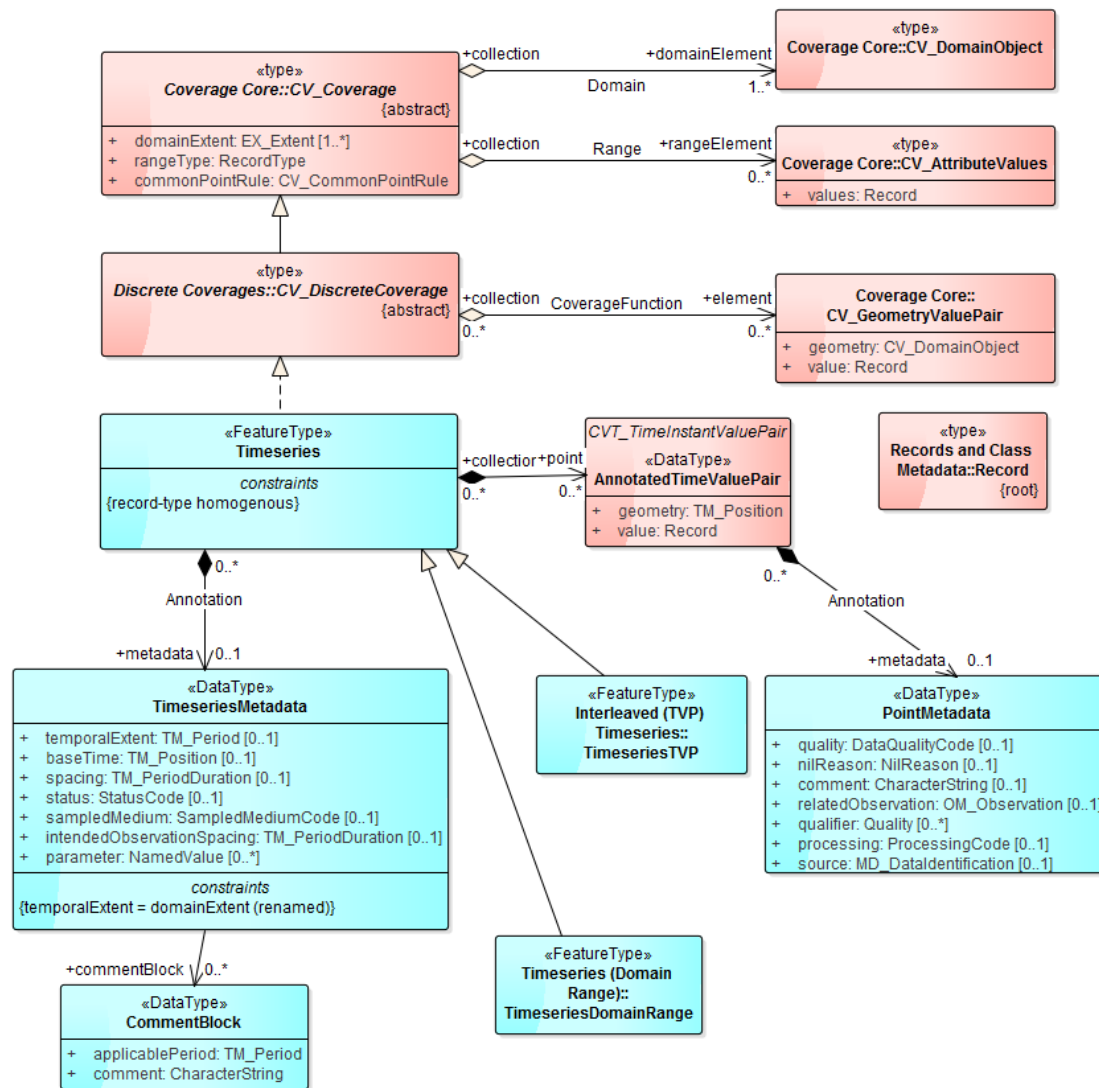 «type»
Coverage Core::CV_Coverage
{abstract}
+ domainExtent: EX_Extent [1..*]
+ rangeType: RecordType
+ commonPointRule: CV_CommonPointRule
+collection
+domainElement
Domain
1..*
«type»
Coverage Core::CV_DomainObject
+collection
Range
+rangeElement
0..*
«type»
Coverage Core::CV_AttributeValues
+ values: Record
«type»
Discrete Coverages::CV_DiscreteCoverage
{abstract}
+collection
CoverageFunction
+element
0..*
0..*
Coverage Core::
CV_GeometryValuePair
+ geometry: CV_DomainObject
+ value: Record
«FeatureType»
Timeseries
constraints
{record-type homogenous}
+collection
+point
0..*
0..*
CVT_TimeInstantValuePair
«DataType»
AnnotatedTimeValuePair
+ geometry: TM_Position
+ value: Record
«type»
Records and Class
Metadata::Record
{root}
0..*
Annotation
+metadata
0..1
0..*
Annotation
+metadata
0..1
«DataType»
TimeseriesMetadata
+ temporalExtent: TM_Period [0..1]
+ baseTime: TM_Position [0..1]
+ spacing: TM_PeriodDuration [0..1]
+ status: StatusCode [0..1]
+ sampledMedium: SampledMediumCode [0..1]
+ intendedObservationSpacing: TM_PeriodDuration [0..1]
+ parameter: NamedValue [0..*]
constraints
{temporalExtent = domainExtent (renamed)}
«FeatureType»
Interleaved (TVP)
Timeseries::
TimeseriesTVP
«DataType»
PointMetadata
+ quality: DataQualityCode [0..1]
+ nilReason: NilReason [0..1]
+ comment: CharacterString [0..1]
+ relatedObservation: OM_Observation [0..1]
+ qualifier: Quality [0..*]
+ processing: ProcessingCode [0..1]
+ source: MD_DataIdentification [0..1]
+commentBlock
0..*
«DataType»
CommentBlock
+ applicablePeriod: TM_Period
+ comment: CharacterString
«FeatureType»
Timeseries (Domain
Range)::
TimeseriesDomainRange